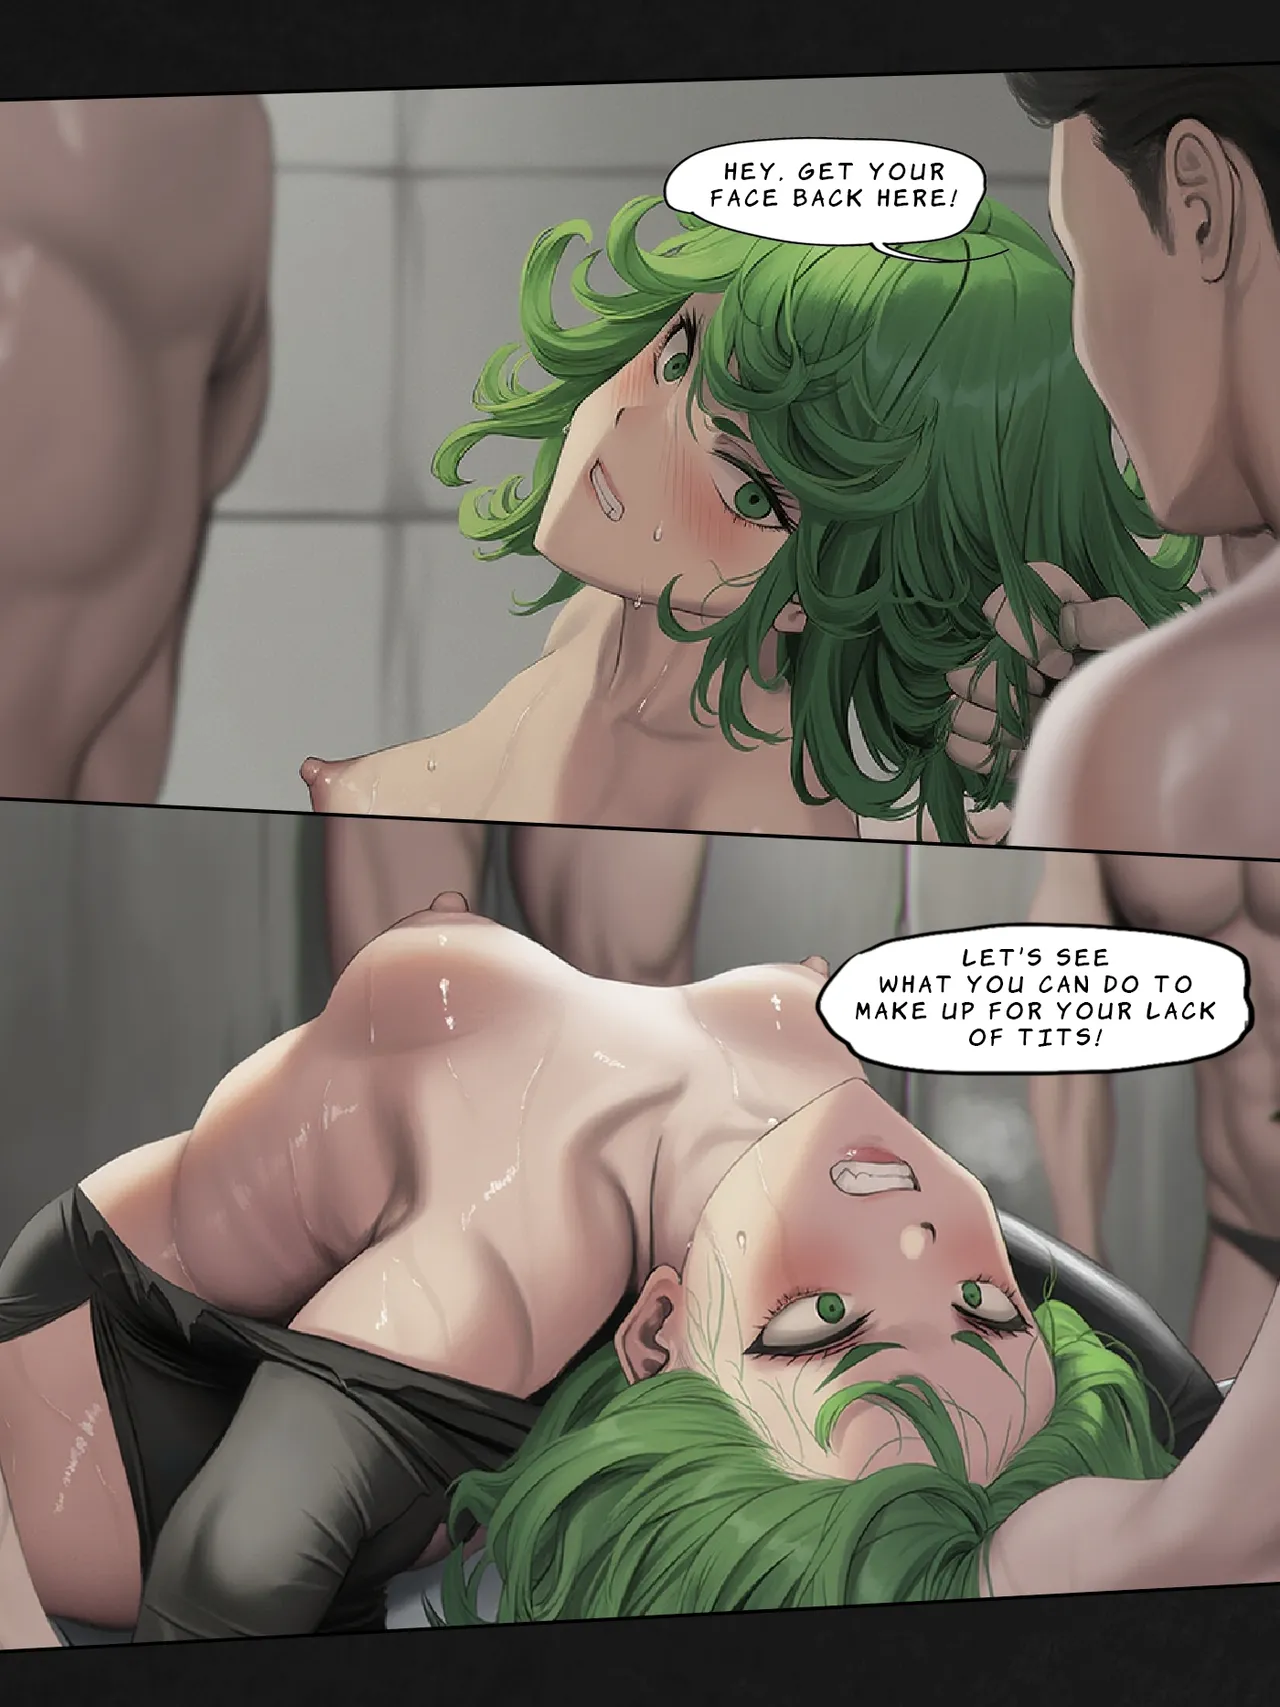 HEY, GET YOUR
FACE BACK HERE!
LET'S SEE
WHAT YOU CAN DO TO
MAKE UP FOR YOUR LACK
OF TITS!